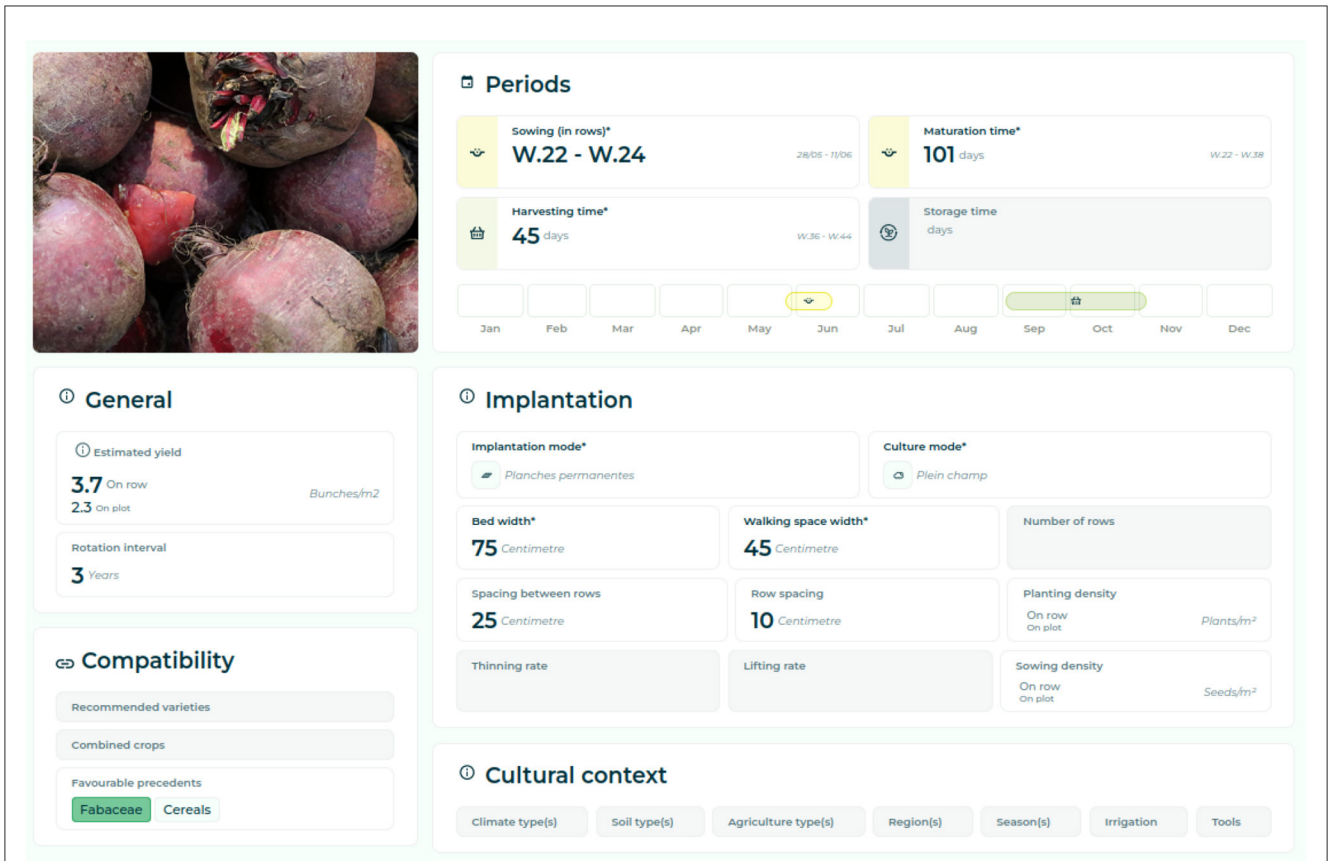 Periods
Sowing (in rows)*
W.22 - W.24
28/05 - 11/06
Maturation time*
101 days
W.22 - W.38
Harvesting time*
45 days
W.36 - W.44
Storage time
days
Jan Feb Mar Apr May Jun Jul Aug Sep Oct Nov Dec
General
Estimated yield
3.7 On row
2.3 On plot
Bunches/m2
Rotation interval
3 Years
Compatibility
Recommended varieties
Combined crops
Favourable precedents
Fabaceae Cereals
Implantation
Implantation mode*
Planches permanentes
Culture mode*
Plein champ
Bed width*
75 Centimetre
Walking space width*
45 Centimetre
Number of rows
Spacing between rows
25 Centimetre
Row spacing
10 Centimetre
Planting density
On row
On plot
Plants/m²
Thinning rate
Lifting rate
Sowing density
On row
On plot
Seeds/m²
Cultural context
Climate type(s) Soil type(s) Agriculture type(s) Region(s) Season(s) Irrigation Tools